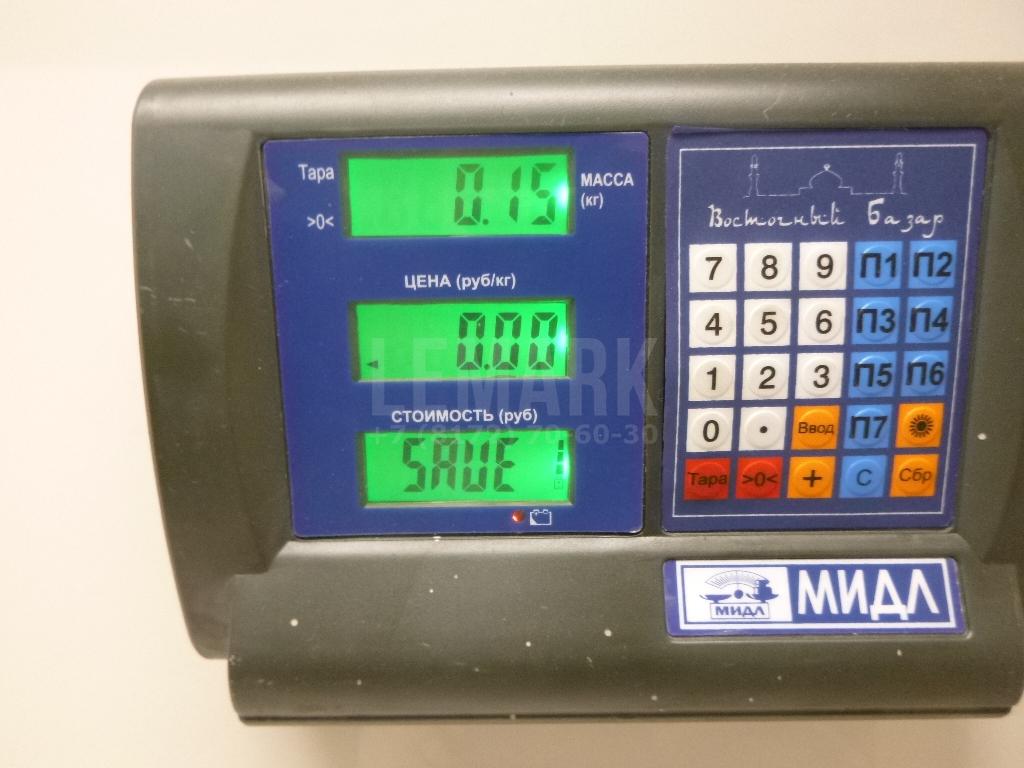 Тара
>0<
0.15
МАССА
(кг)
ЦЕНА (руб/кг)
0.00
СТОИМОСТЬ (руб)
SAVE
Восточный Базар
7 8 9 П1 П2
4 5 6 П3 П4
1 2 3 П5 П6
0 . Ввод П7
Тара >0< + C Сбр
МИДЛ
МИДЛ
LEMARK